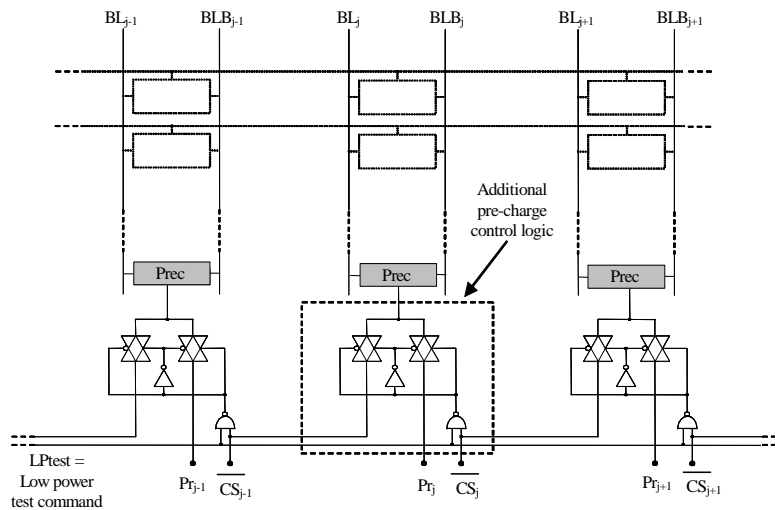 BLj-1 BLBj-1 BLj BLBj BLj+1 BLBj+1
Additional
pre-charge
control logic
Prec Prec Prec
LPtest =
Low power
test command
Prj-1 CSj-1 Prj CSj Prj+1 CSj+1